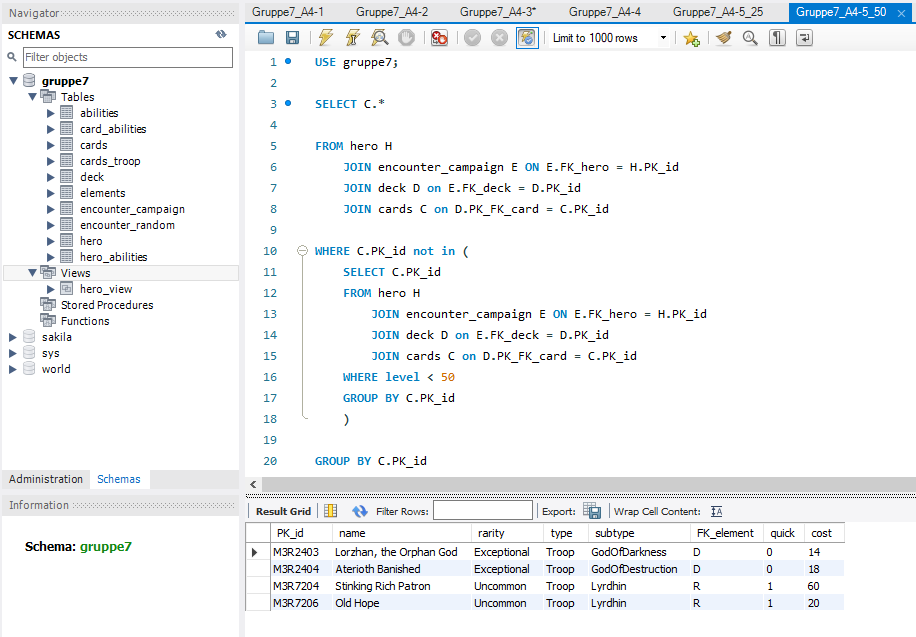 Navigator
Gruppe7_A4-1 Gruppe7_A4-2 Gruppe7_A4-3* Gruppe7_A4-4 Gruppe7_A4-5_25 Gruppe7_A4-5_50
SCHEMAS
Filter objects
gruppe7
Tables
abilities
card_abilities
cards
cards_troop
deck
elements
encounter_campaign
encounter_random
hero
hero_abilities
Views
hero_view
Stored Procedures
Functions
sakila
sys
world
Administration Schemas
Information
Schema: gruppe7
Limit to 1000 rows
1 USE gruppe7;
2
3 SELECT C.*
4
5 FROM hero H
6 JOIN encounter_campaign E ON E.FK_hero = H.PK_id
7 JOIN deck D on E.FK_deck = D.PK_id
8 JOIN cards C on D.PK_FK_card = C.PK_id
9
10 WHERE C.PK_id not in (
11 SELECT C.PK_id
12 FROM hero H
13 JOIN encounter_campaign E ON E.FK_hero = H.PK_id
14 JOIN deck D on E.FK_deck = D.PK_id
15 JOIN cards C on D.PK_FK_card = C.PK_id
16 WHERE level < 50
17 GROUP BY C.PK_id
18 )
19
20 GROUP BY C.PK_id
Result Grid Filter Rows: Export: Wrap Cell Content:
PK_id name rarity type subtype FK_element quick cost
M3R2403 Lorzhan, the Orphan God Exceptional Troop GodOfDarkness D 0 14
M3R2404 Aterioth Banished Exceptional Troop GodOfDestruction D 0 18
M3R7204 Stinking Rich Patron Uncommon Troop Lyrdhin R 1 60
M3R7206 Old Hope Uncommon Troop Lyrdhin R 1 20